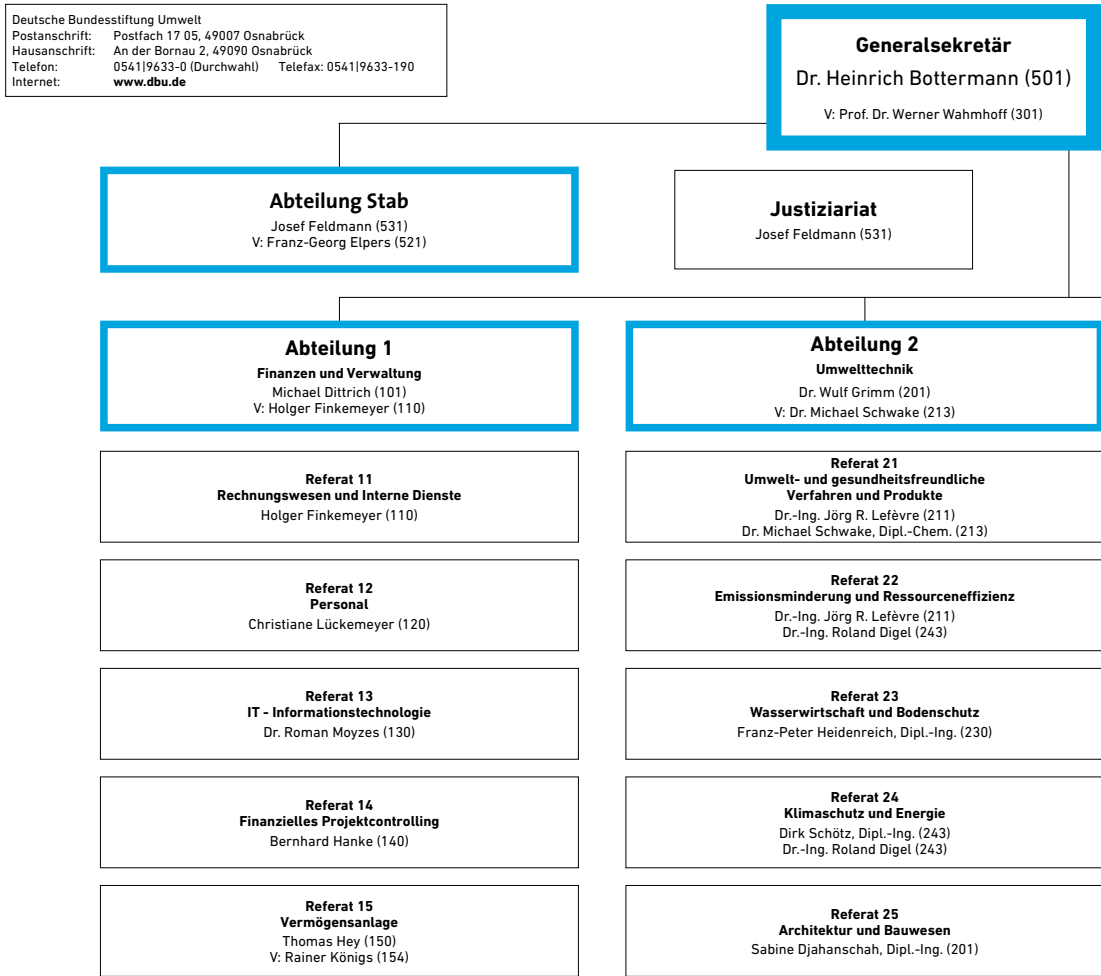 Deutsche Bundesstiftung Umwelt
Postanschrift: Postfach 17 05, 49007 Osnabrück
Hausanschrift: An der Bornau 2, 49090 Osnabrück
Telefon: 0541|9633-0 (Durchwahl) Telefax: 0541|9633-190
Internet: www.dbu.de
Generalsekretär
Dr. Heinrich Bottermann (501)
V: Prof. Dr. Werner Wahmhoff (301)
Abteilung Stab
Josef Feldmann (531)
V: Franz-Georg Elpers (521)
Justiziariat
Josef Feldmann (531)
Abteilung 1
Finanzen und Verwaltung
Michael Dittrich (101)
V: Holger Finkemeyer (110)
Referat 11
Rechnungswesen und Interne Dienste
Holger Finkemeyer (110)
Referat 12
Personal
Christiane Lückemeyer (120)
Referat 13
IT - Informationstechnologie
Dr. Roman Moyzes (130)
Referat 14
Finanzielles Projektcontrolling
Bernhard Hanke (140)
Referat 15
Vermögensanlage
Thomas Hey (150)
V: Rainer Königs (154)
Abteilung 2
Umwelttechnik
Dr. Wulf Grimm (201)
V: Dr. Michael Schwake (213)
Referat 21
Umwelt- und gesundheitsfreundliche
Verfahren und Produkte
Dr.-Ing. Jörg R. Lefèvre (211)
Dr. Michael Schwake, Dipl.-Chem. (213)
Referat 22
Emissionsminderung und Ressourceneffizienz
Dr.-Ing. Jörg R. Lefèvre (211)
Dr.-Ing. Roland Digel (243)
Referat 23
Wasserwirtschaft und Bodenschutz
Franz-Peter Heidenreich, Dipl.-Ing. (230)
Referat 24
Klimaschutz und Energie
Dirk Schötz, Dipl.-Ing. (243)
Dr.-Ing. Roland Digel (243)
Referat 25
Architektur und Bauwesen
Sabine Djahanschah, Dipl.-Ing. (201)